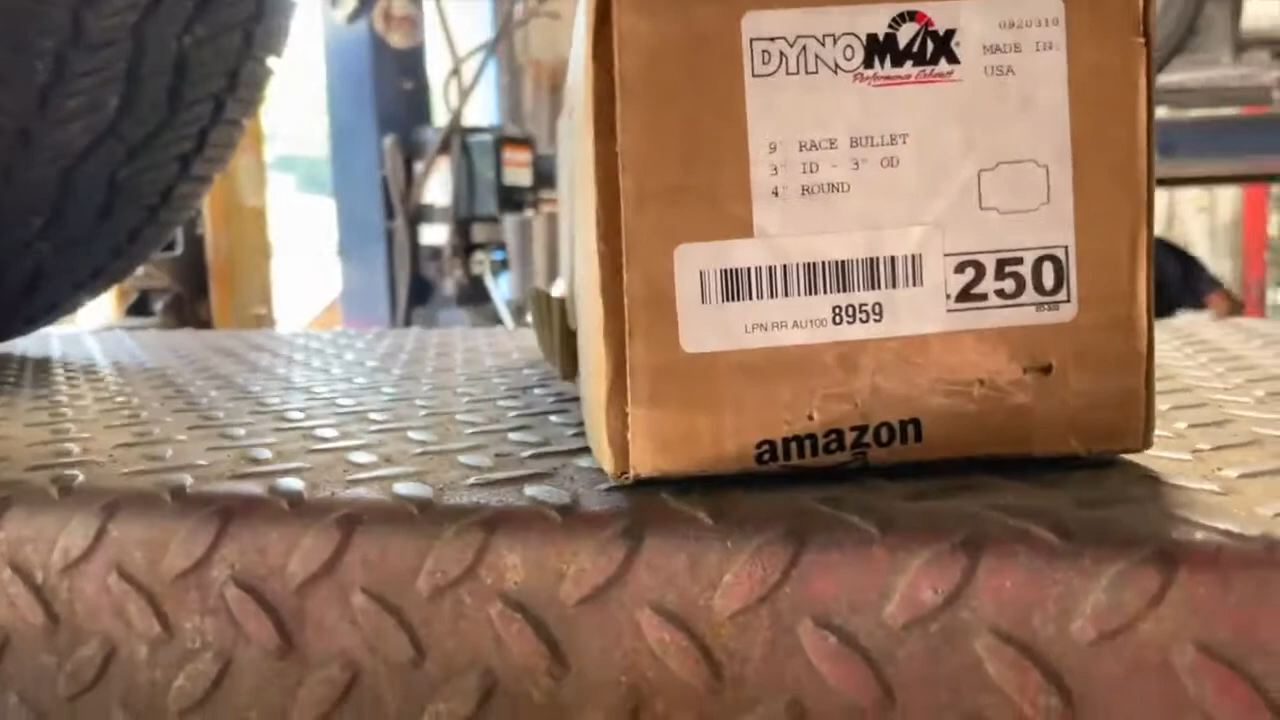 DYNOMAX
Performance Exhaust
0920310
MADE IN
USA
9" RACE BULLET
3" ID - 3" OD
4" ROUND
250
LPN RR AU100 8959
amazon